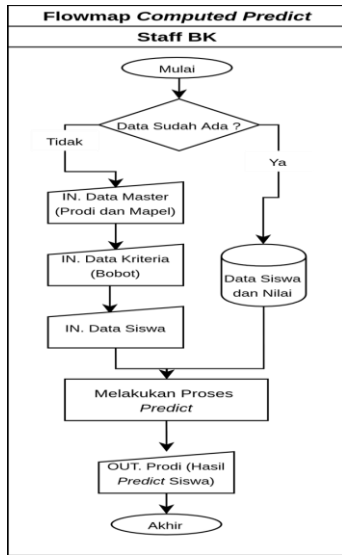 Flowmap Computed Predict
Staff BK
Mulai
Data Sudah Ada ?
Tidak
Ya
IN. Data Master
(Prodi dan Mapel)
IN. Data Kriteria
(Bobot)
Data Siswa
dan Nilai
IN. Data Siswa
Melakukan Proses
Predict
OUT. Prodi (Hasil
Predict Siswa)
Akhir